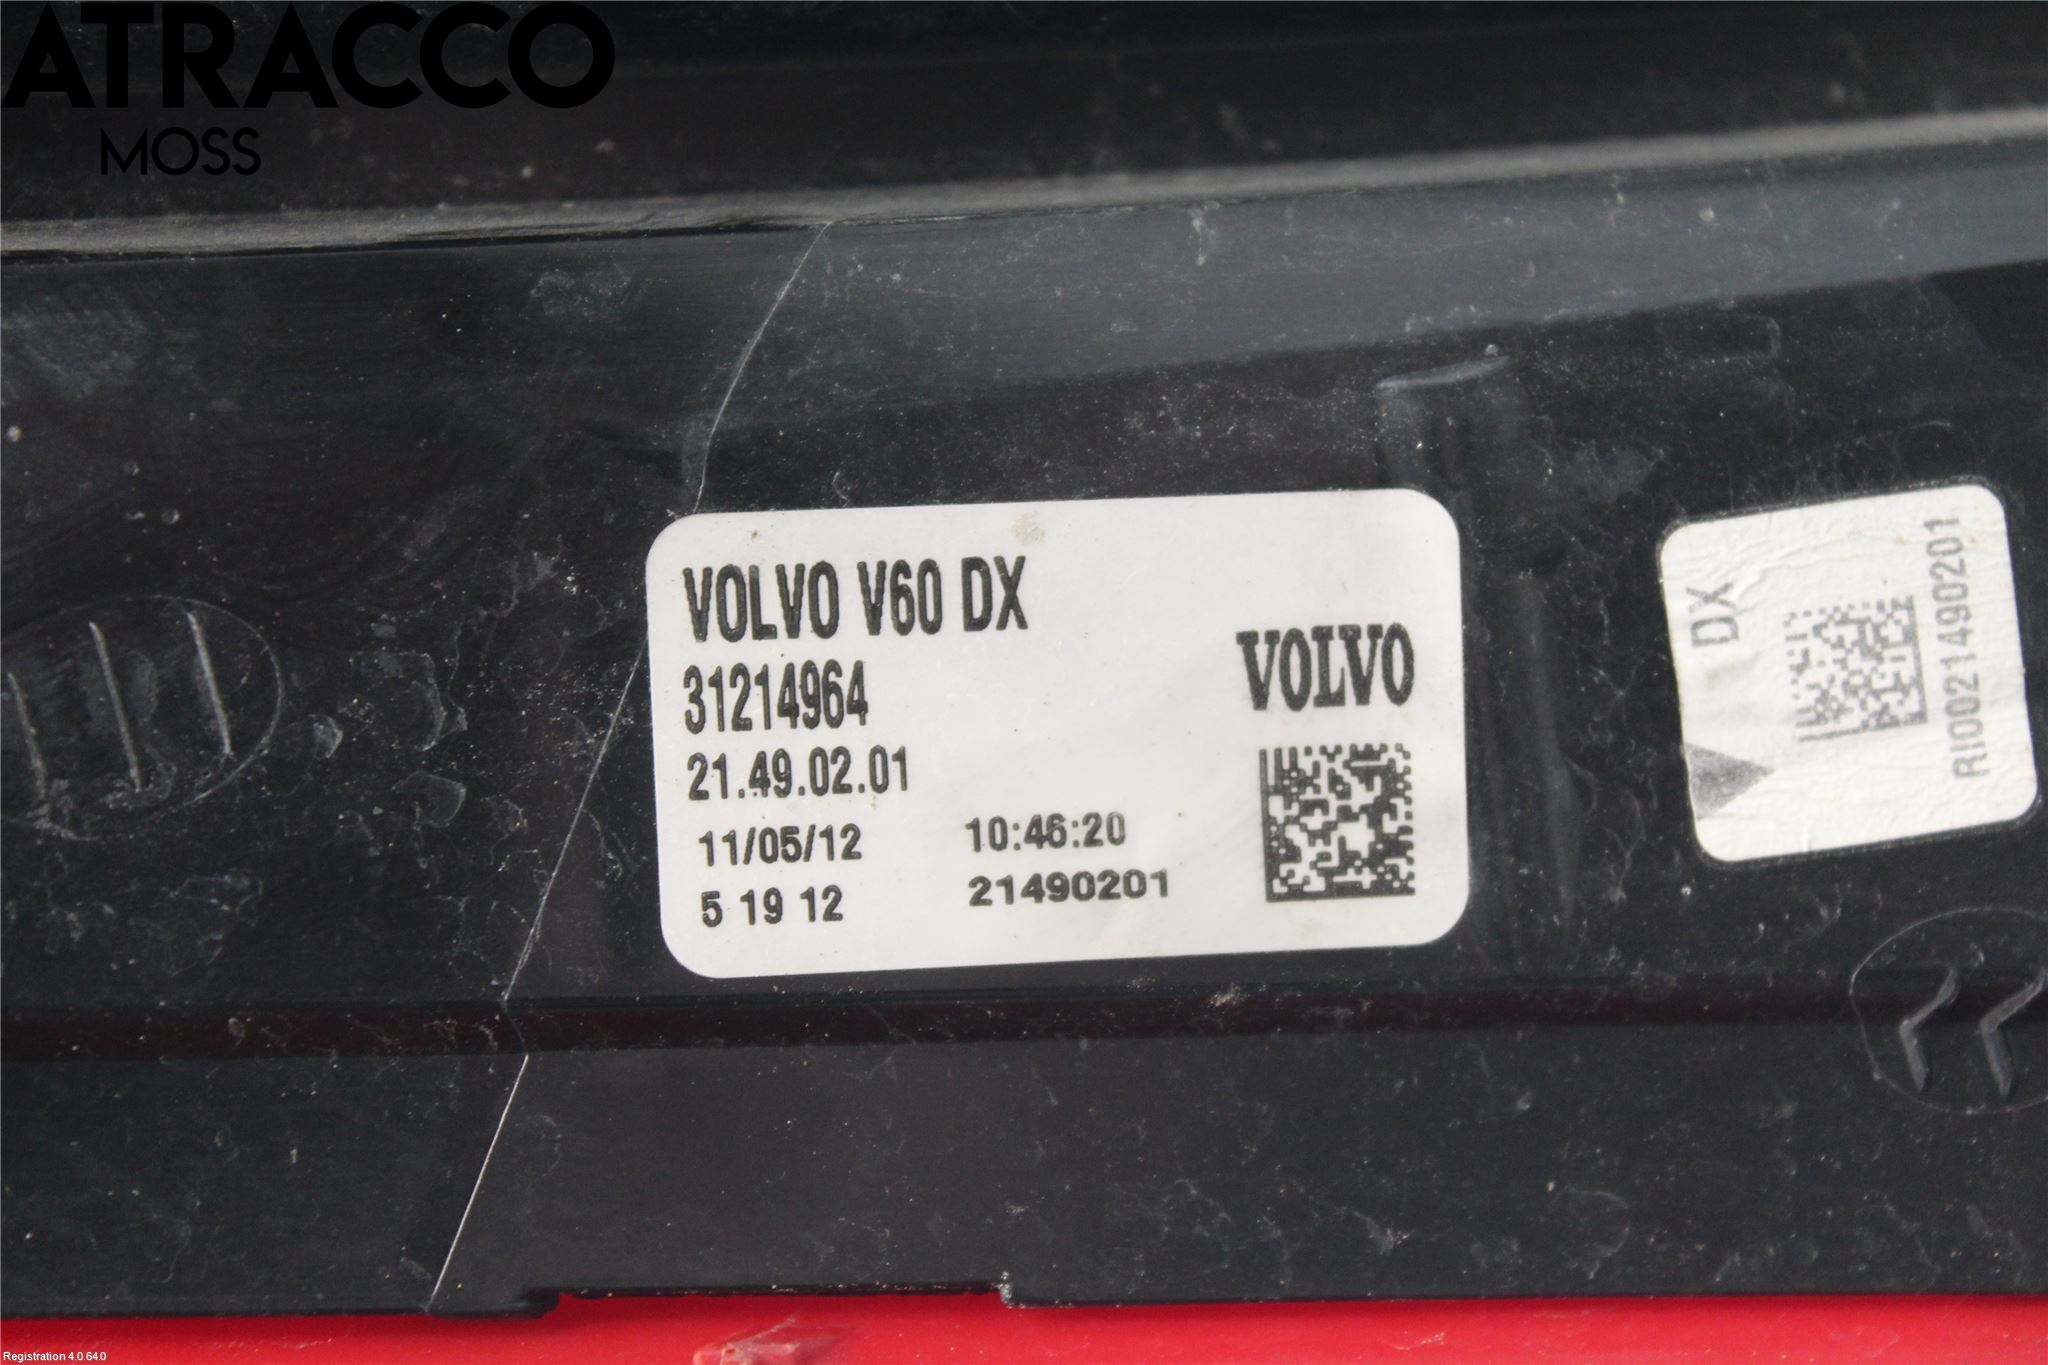 ATRACCO
MOSS
VOLVO V60 DX
31214964
21.49.02.01
11/05/12 10:46:20
5 19 12 21490201
VOLVO
DX
RI0021490201
Registration 4.0.64.0